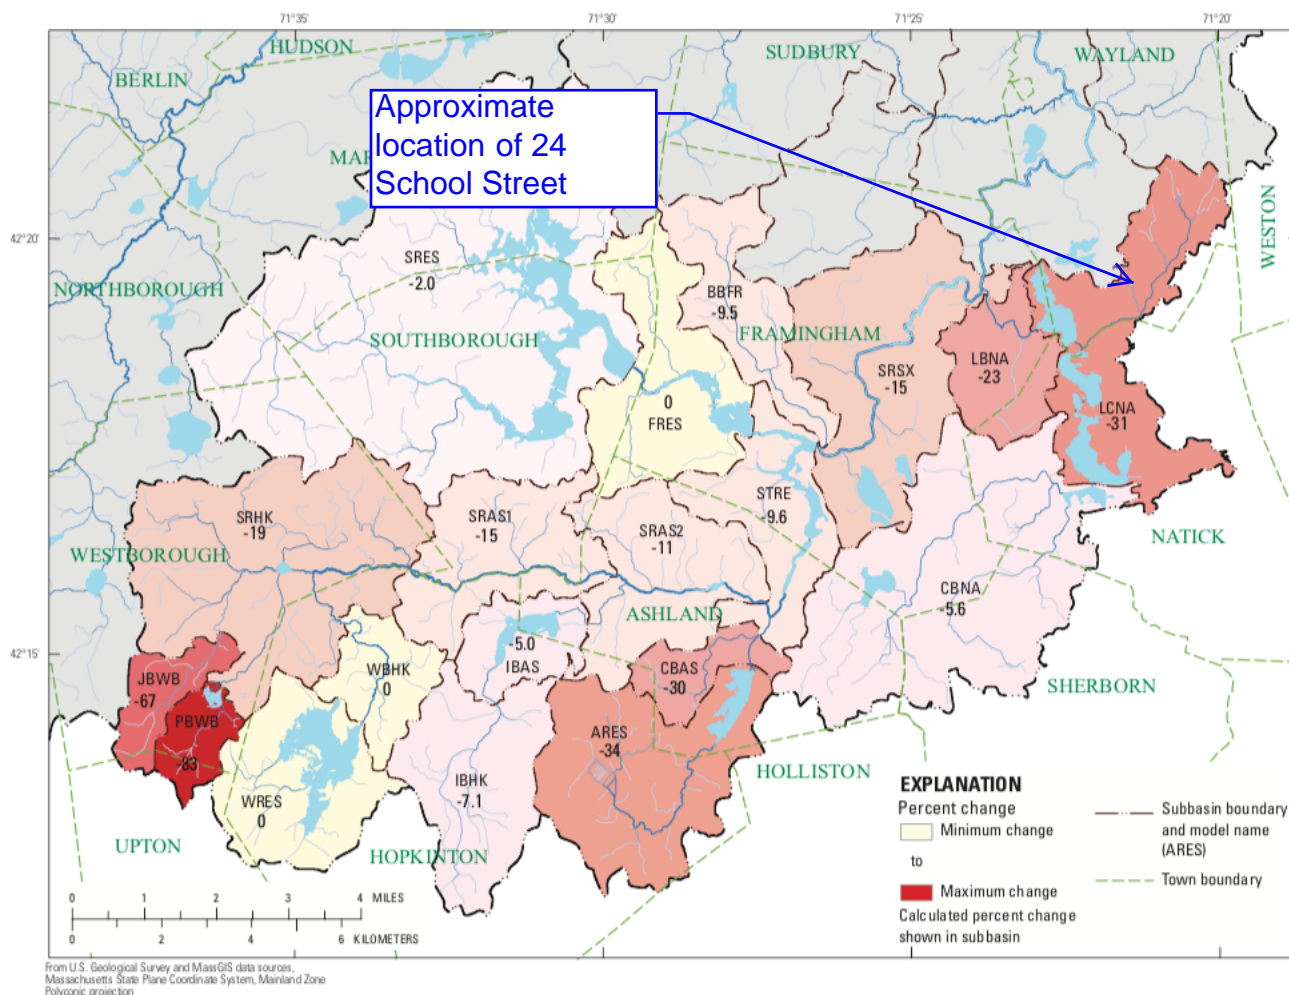 71°35'
71°30'
71°25'
71°20'
HUDSON
SUDBURY
WAYLAND
BERLIN
Approximate
location of 24
School Street
MAR
WESTON
42°20'
SRES
-2.0
NORTHBOROUGH
BBFR
-9.5
FRAMINGHAM
SOUTHBOROUGH
LBNA
-23
SRSX
-15
0
FRES
LCNA
-31
STRE
-9.6
SRHK
-19
SRAS1
-15
SRAS2
-11
NATICK
WESTBOROUGH
CBNA
-5.6
ASHLAND
42°15'
-5.0
IBAS
WBHK
0
CBAS
-30
JBWB
-67
SHERBORN
PBWB
-83
ARES
-34
HOLLISTON
IBHK
-7.1
WRES
0
UPTON
HOPKINTON
EXPLANATION
Percent change
Minimum change
to
Maximum change
Calculated percent change
shown in subbasin
Subbasin boundary
and model name
(ARES)
Town boundary
0 1 2 3 4 MILES
0 2 4 6 KILOMETERS
From U.S. Geological Survey and MassGIS data sources,
Massachusetts State Plane Coordinate System, Mainland Zone
Polyconic projection